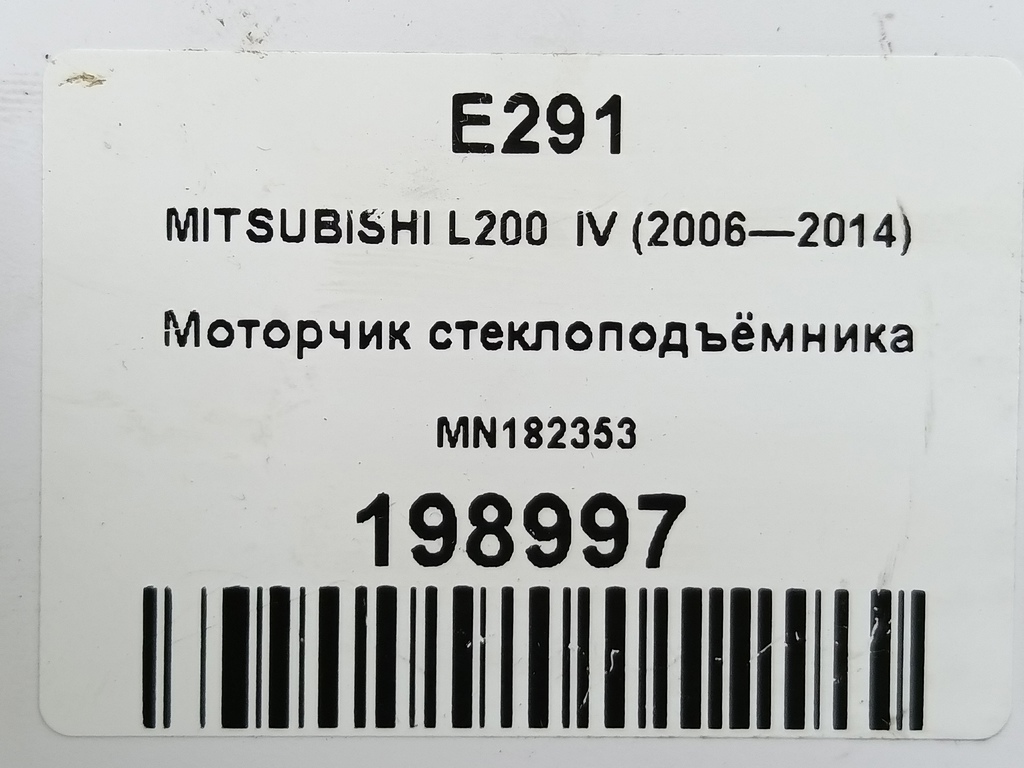 E291
MITSUBISHI L200 IV (2006—2014)
Моторчик стеклоподъёмника
MN182353
198997